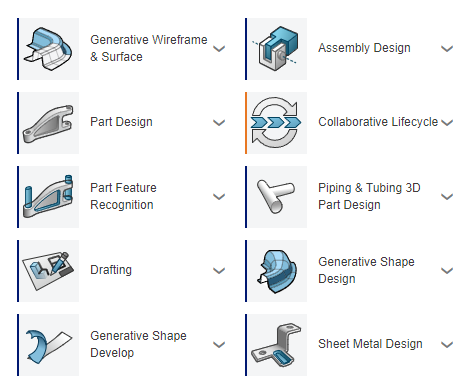 Generative Wireframe
& Surface
Assembly Design
Part Design
Collaborative Lifecycle
Part Feature
Recognition
Piping & Tubing 3D
Part Design
Drafting
Generative Shape
Design
Generative Shape
Develop
Sheet Metal Design